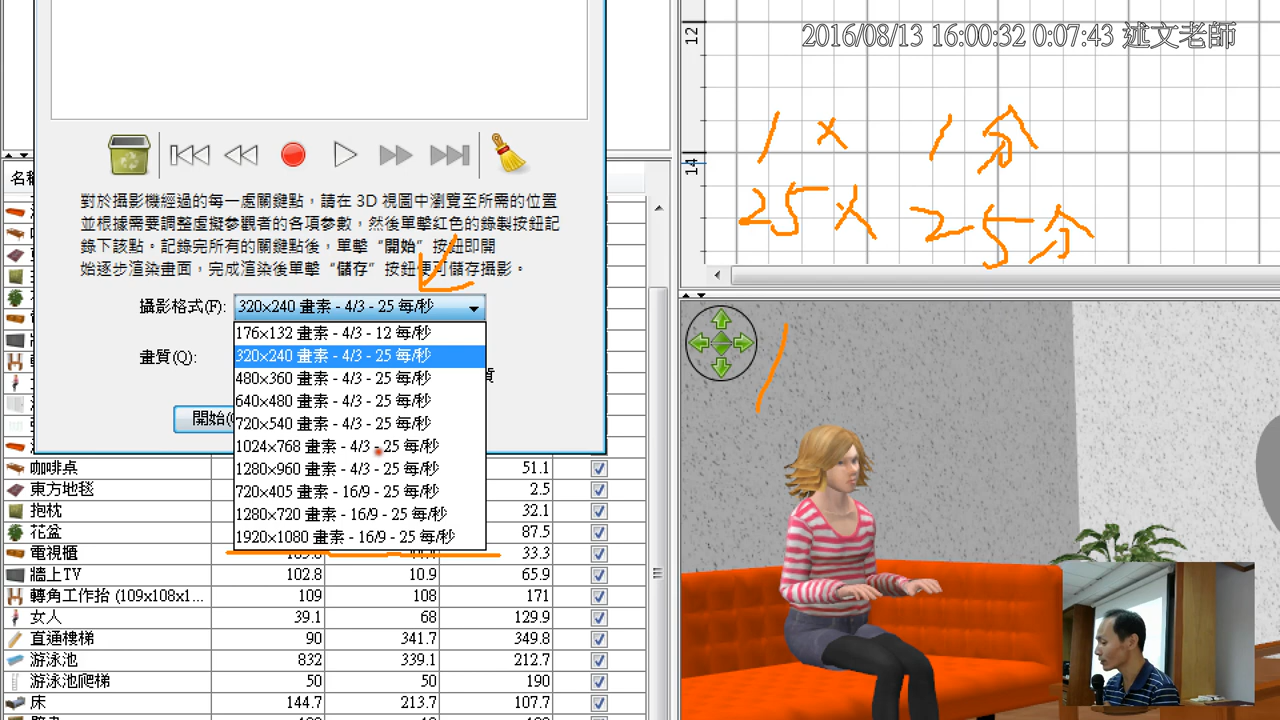 2016/08/13 16:00:32 0:07:43 述文老師
12
14
1 x 1分
25x 25分
對於攝影機經過的每一處關鍵點，請在 3D 視圖中瀏覽至所需的位置
並根據需要調整虛擬參觀者的各項參數，然後單擊紅色的錄製按鈕記
錄下該點。記錄完所有的關鍵點後，單擊“開始”按鈕即開
始逐步渲染畫面，完成渲染後單擊“儲存”按鈕便可儲存攝影。
攝影格式(F): 320×240 畫素 - 4/3 - 25 每/秒
176×132 畫素 - 4/3 - 12 每/秒
320×240 畫素 - 4/3 - 25 每/秒
480×360 畫素 - 4/3 - 25 每/秒
640×480 畫素 - 4/3 - 25 每/秒
720×540 畫素 - 4/3 - 25 每/秒
1024×768 畫素 - 4/3 - 25 每/秒
1280×960 畫素 - 4/3 - 25 每/秒
720×405 畫素 - 16/9 - 25 每/秒
1280×720 畫素 - 16/9 - 25 每/秒
1920×1080 畫素 - 16/9 - 25 每/秒
畫質(Q):
質
開始(
咖啡桌 51.1
東方地毯 2.5
抱枕 32.1
花盆 87.5
電視櫃 33.3
牆上TV 102.8 10.9 65.9
轉角工作抬 (109x108x1... 109 108 171
女人 39.1 68 129.9
直通樓梯 90 341.7 349.8
游泳池 832 339.1 212.7
游泳池爬梯 50 50 190
床 144.7 213.7 107.7